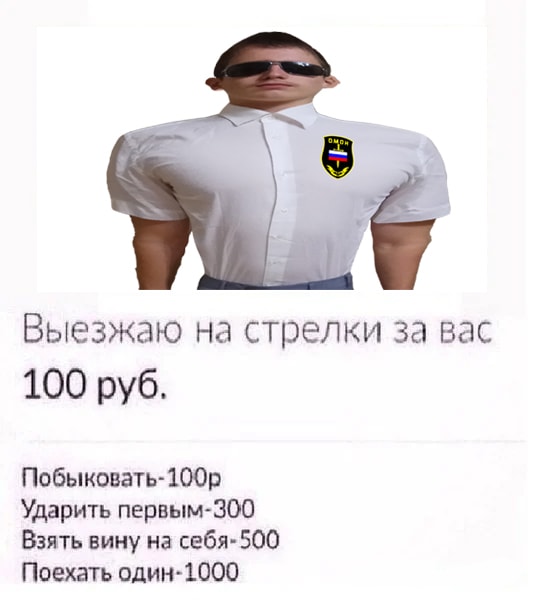 ОМОН
Выезжаю на стрелки за вас
100 руб.
Побыковать-100р
Ударить первым-300
Взять вину на себя-500
Поехать один-1000